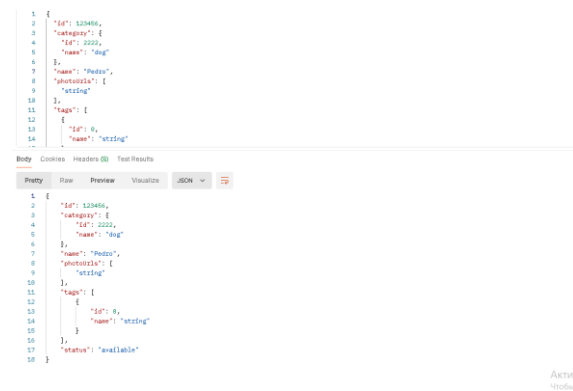 1 {
2 "id": 123456,
3 "category": {
4 "id": 2222,
5 "name": "dog"
6 },
7 "name": "Pedro",
8 "photoUrls": [
9 "string"
10 ],
11 "tags": [
12 {
13 "id": 0,
14 "name": "string"
Body Cookies Headers (5) Test Results
Pretty Raw Preview Visualize JSON
1 {
2 "id": 123456,
3 "category": {
4 "id": 2222,
5 "name": "dog"
6 },
7 "name": "Pedro",
8 "photoUrls": [
9 "string"
10 ],
11 "tags": [
12 {
13 "id": 0,
14 "name": "string"
15 }
16 ],
17 "status": "available"
18 }
Акти
Чтобы